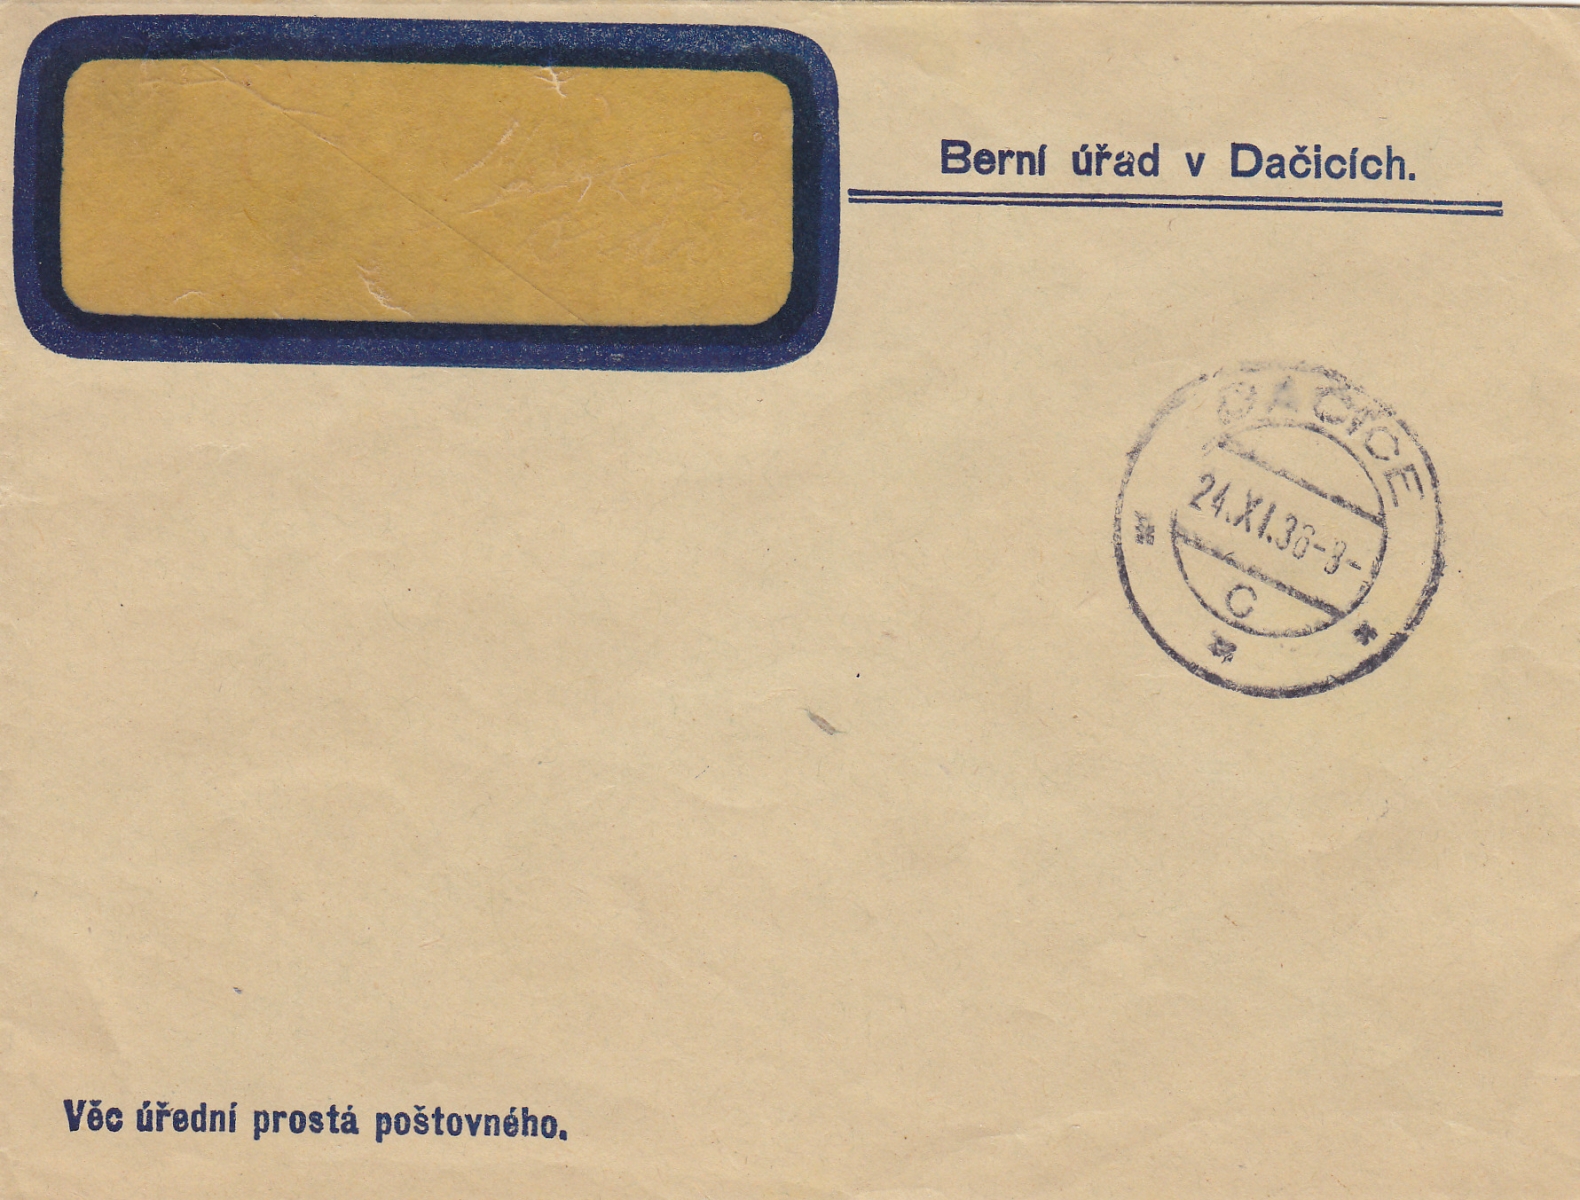 Berní úřad v Dačicích.
DAČICE
24.XI.36-8-
C
Věc úřední prostá poštovného.